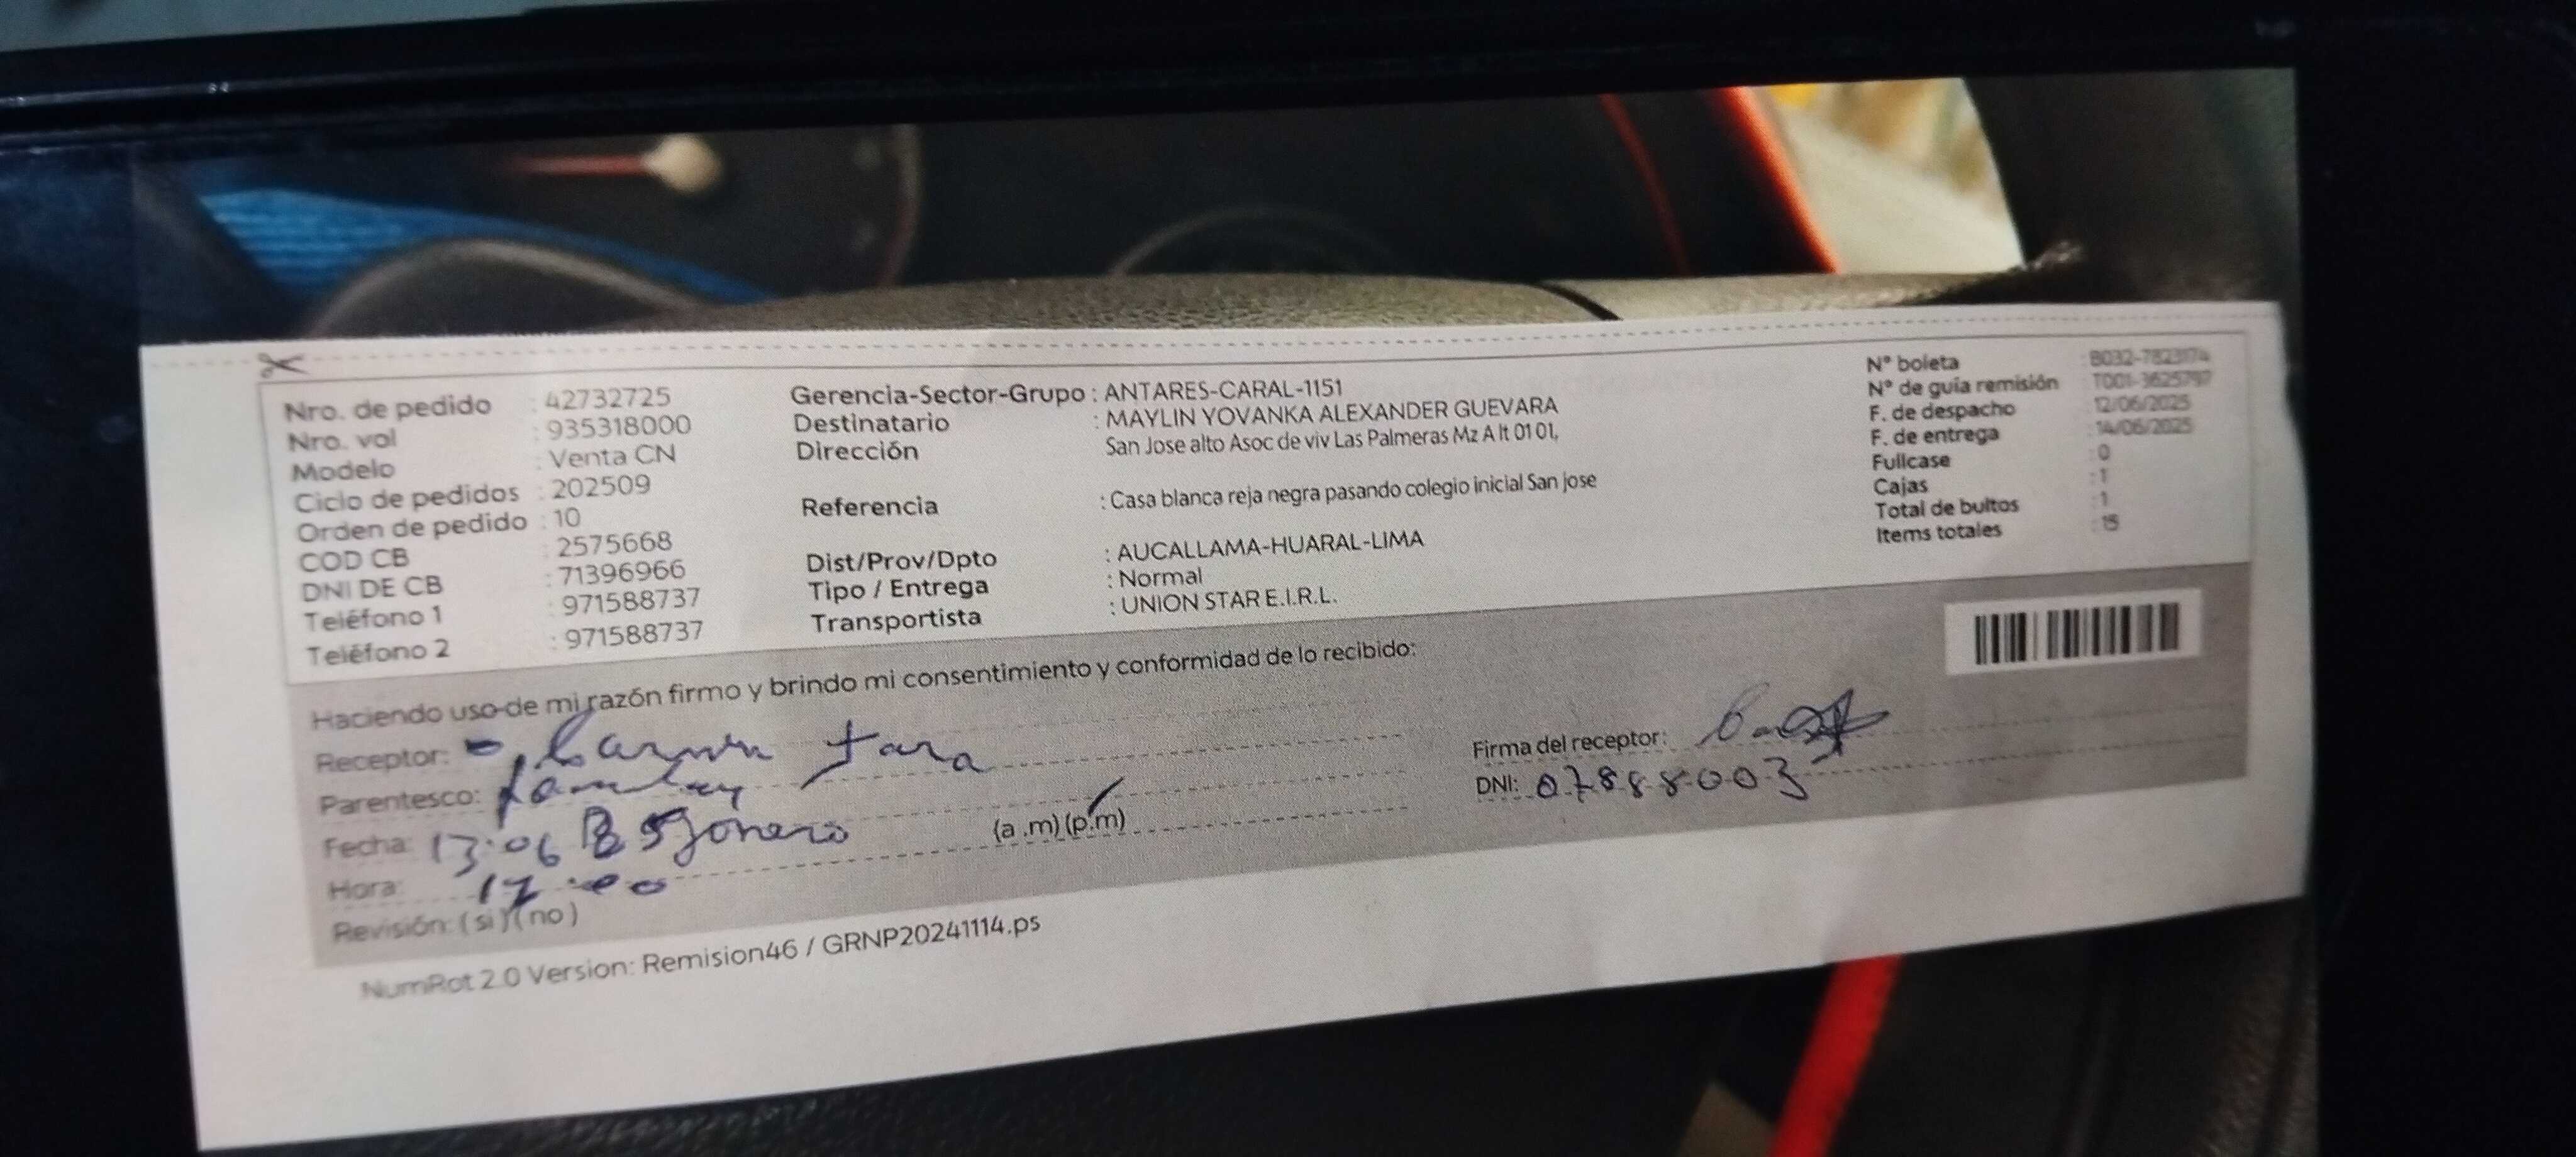 Nro. de pedido : 42732725
Nro. vol : 935318000
Modelo : Venta CN
Ciclo de pedidos : 202509
Orden de pedido : 10
COD CB : 2575668
DNI DE CB : 71396966
Teléfono 1 : 971588737
Teléfono 2 : 971588737
Gerencia-Sector-Grupo : ANTARES-CARAL-1151
Destinatario : MAYLIN YOVANKA ALEXANDER GUEVARA
Dirección San Jose alto Asoc de viv Las Palmeras Mz A lt 01 01,
Referencia : Casa blanca reja negra pasando colegio inicial San jose
Dist/Prov/Dpto : AUCALLAMA-HUARAL-LIMA
Tipo / Entrega : Normal
Transportista : UNION STAR E.I.R.L.
N° boleta : B032-7823174
N° de guía remisión : T001-3625797
F. de despacho : 12/06/2025
F. de entrega : 14/06/2025
Fullcase : 0
Cajas : 1
Total de bultos : 1
Items totales : 15
Haciendo uso de mi razón firmo y brindo mi consentimiento y conformidad de lo recibido:
Receptor: Carmen Jara
Parentesco:
Fecha: 13.06
(a .m) (p.m)
Hora: 17:00
Revisión: (si) (no)
Firma del receptor:
DNI: 07888003
NumRot 2.0 Version: Remision46 / GRNP20241114.ps